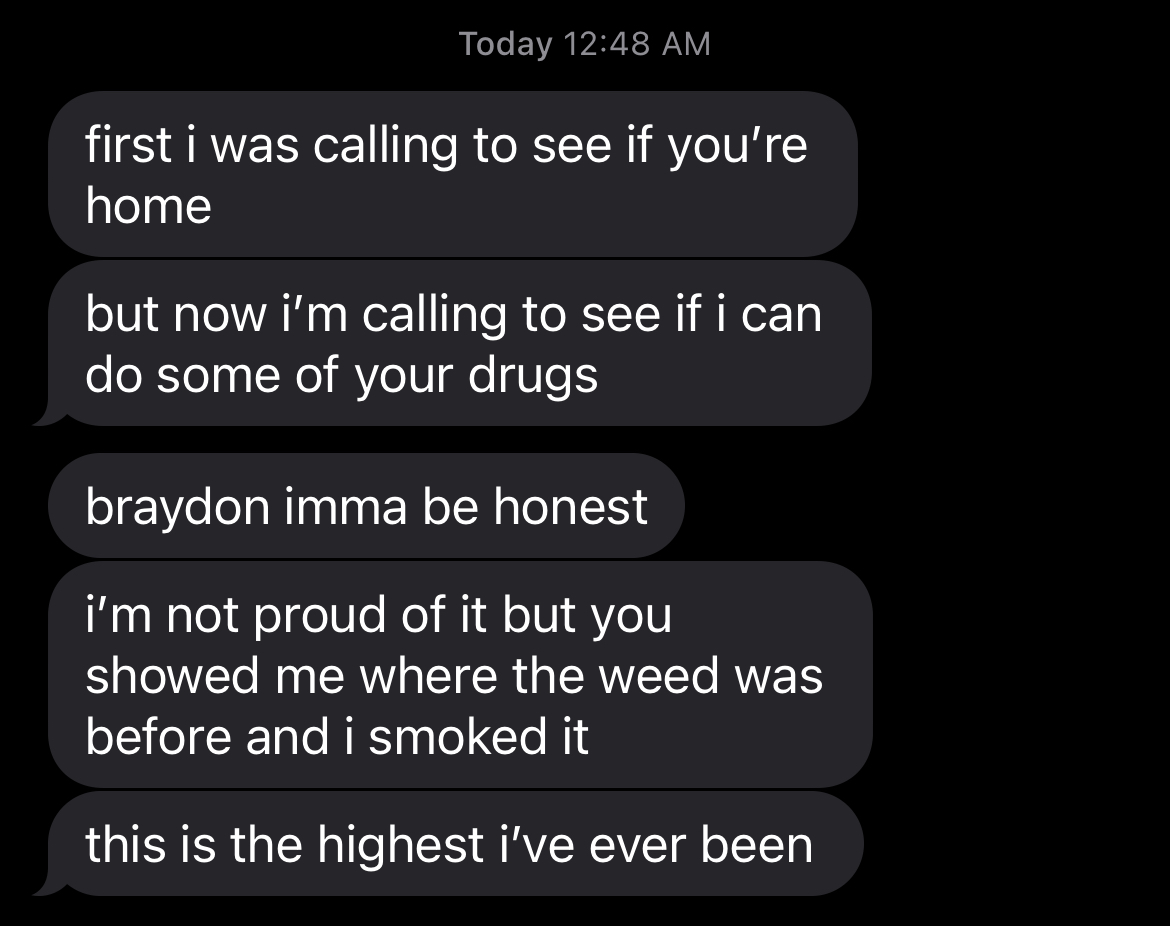 Today 12:48 AM
first i was calling to see if you’re
home
but now i’m calling to see if i can
do some of your drugs
braydon imma be honest
i’m not proud of it but you
showed me where the weed was
before and i smoked it
this is the highest i’ve ever been